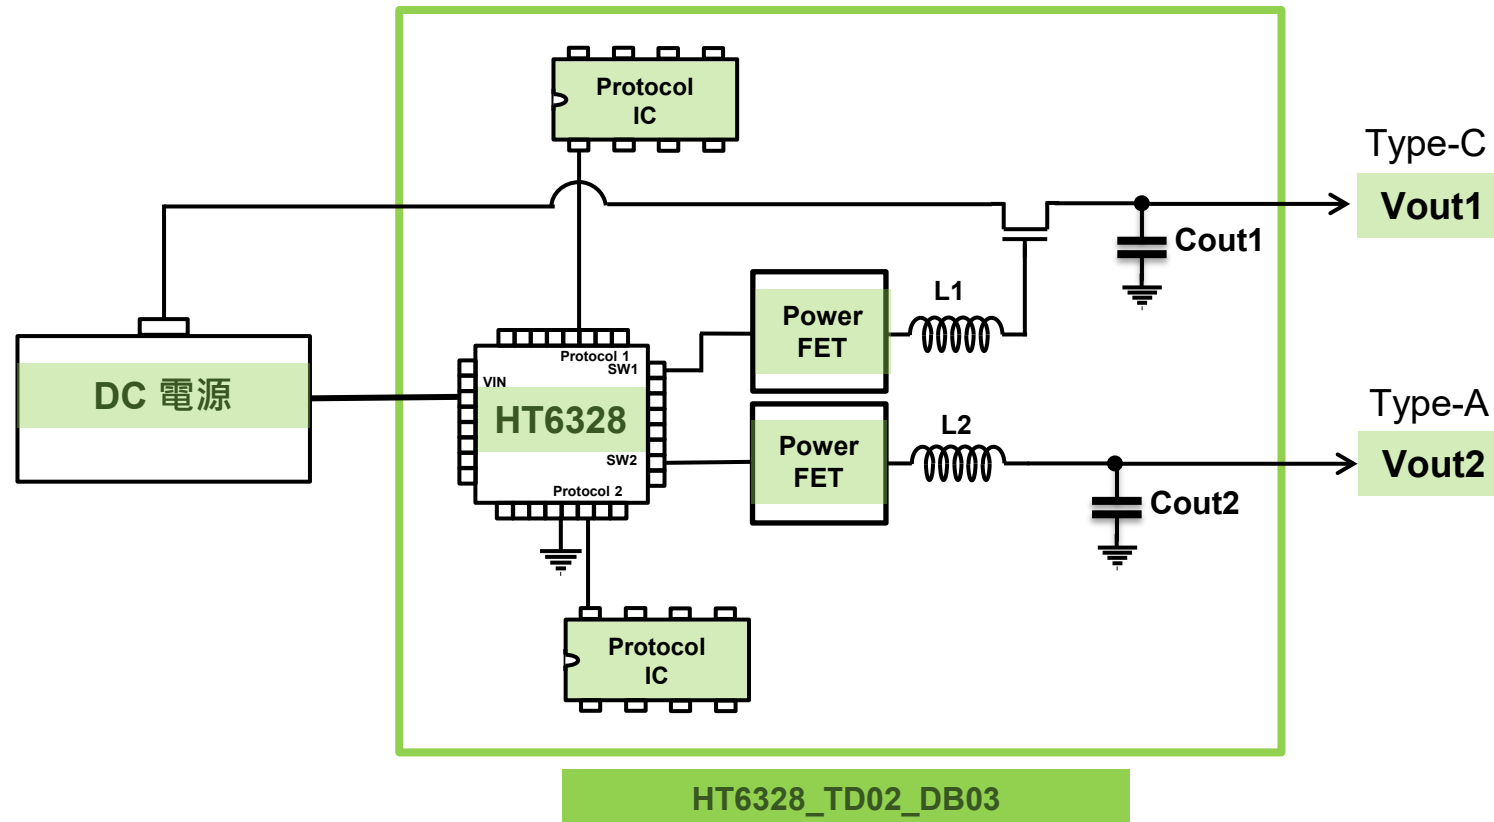 Protocol
IC
Type-C
Vout1
Cout1
L1
Power
FET
Protocol 1
SW1
VIN
DC 電源
HT6328
Type-A
Vout2
L2
Power
FET
SW2
Protocol 2
Cout2
Protocol
IC
HT6328_TD02_DB03